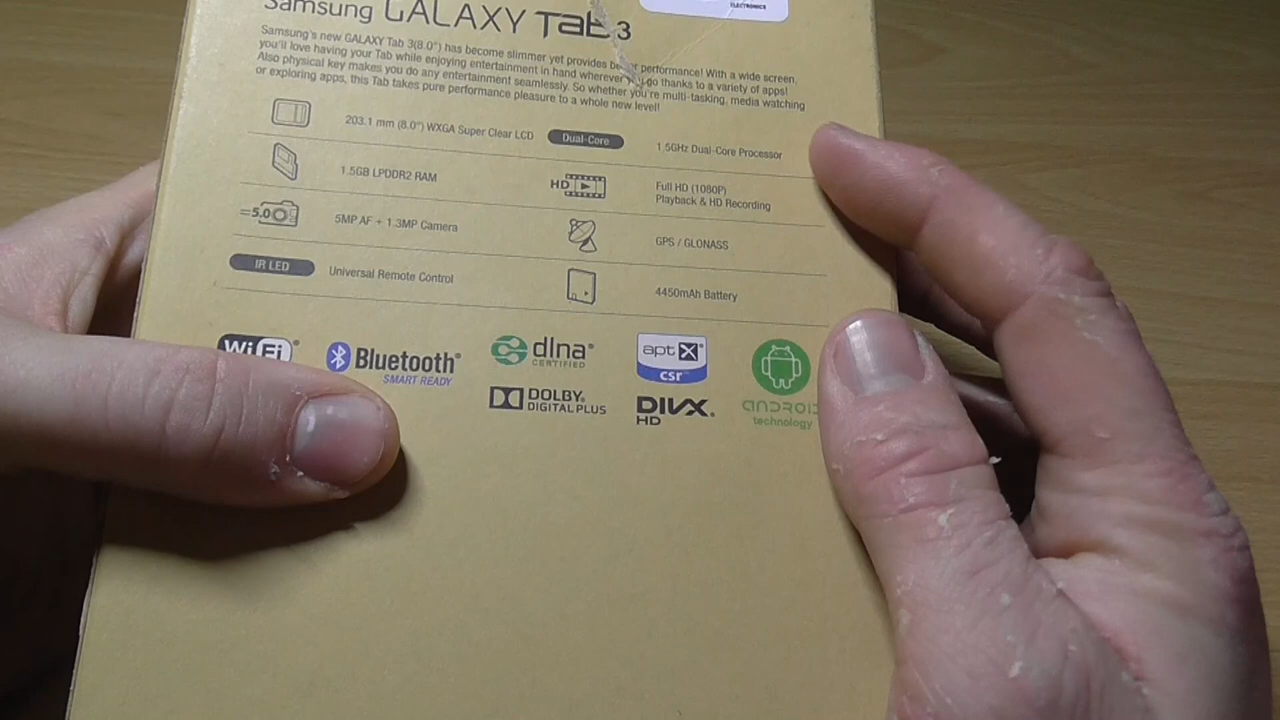 Samsung GALAXY Tab 3
ELECTRONICS
Samsung's new GALAXY Tab 3(8.0") has become slimmer yet provides better performance! With a wide screen,
you'll love having your Tab while enjoying entertainment in hand wherever you go thanks to a variety of apps!
Also physical key makes you do any entertainment seamlessly. So whether you're multi-tasking, media watching
or exploring apps, this Tab takes pure performance pleasure to a whole new level!
203.1 mm (8.0") WXGA Super Clear LCD
Dual-Core
1.5GHz Dual-Core Processor
1.5GB LPDDR2 RAM
HD
Full HD (1080P)
Playback & HD Recording
=5.0
5MP AF + 1.3MP Camera
GPS / GLONASS
IR LED
Universal Remote Control
4450mAh Battery
Wi Fi
Bluetooth®
SMART READY
dlna®
CERTIFIED
aptX®
csr
DOLBY®
DIGITAL PLUS
DIVX®
HD
ANDROID
technology